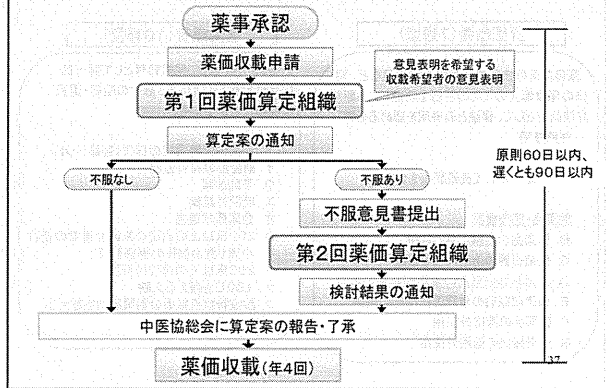 薬事承認
薬価収載申請
意見表明を希望する
収載希望者の意見表明
第1回薬価算定組織
算定案の通知
原則60日以内、
遅くとも90日以内
不服なし
不服あり
不服意見書提出
第2回薬価算定組織
検討結果の通知
中医協総会に算定案の報告・了承
薬価収載(年4回)
37